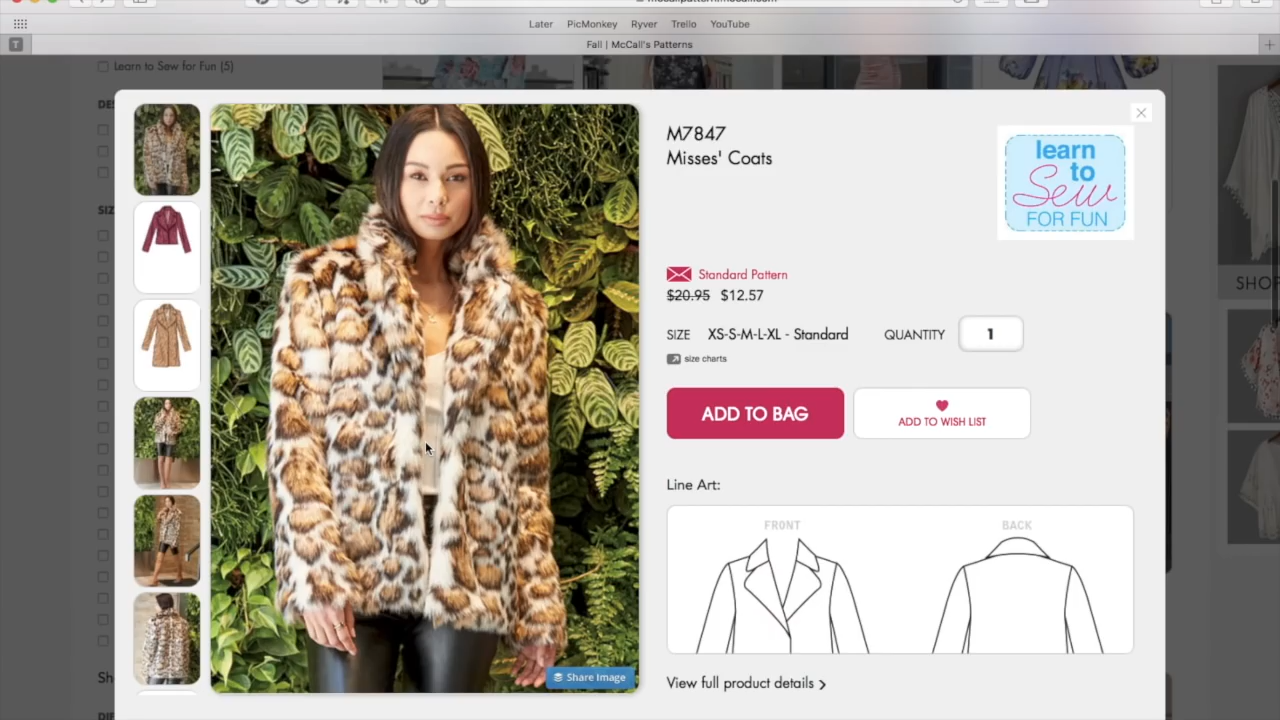 Later PicMonkey Ryver Trello YouTube
T
Fall | McCall's Patterns
Learn to Sew for Fun (5)
M7847
Misses' Coats
learn
to
Sew
FOR FUN
Standard Pattern
$20.95 $12.57
SIZE XS-S-M-L-XL - Standard QUANTITY 1
size charts
ADD TO BAG
ADD TO WISH LIST
Line Art:
FRONT BACK
Share Image
View full product details